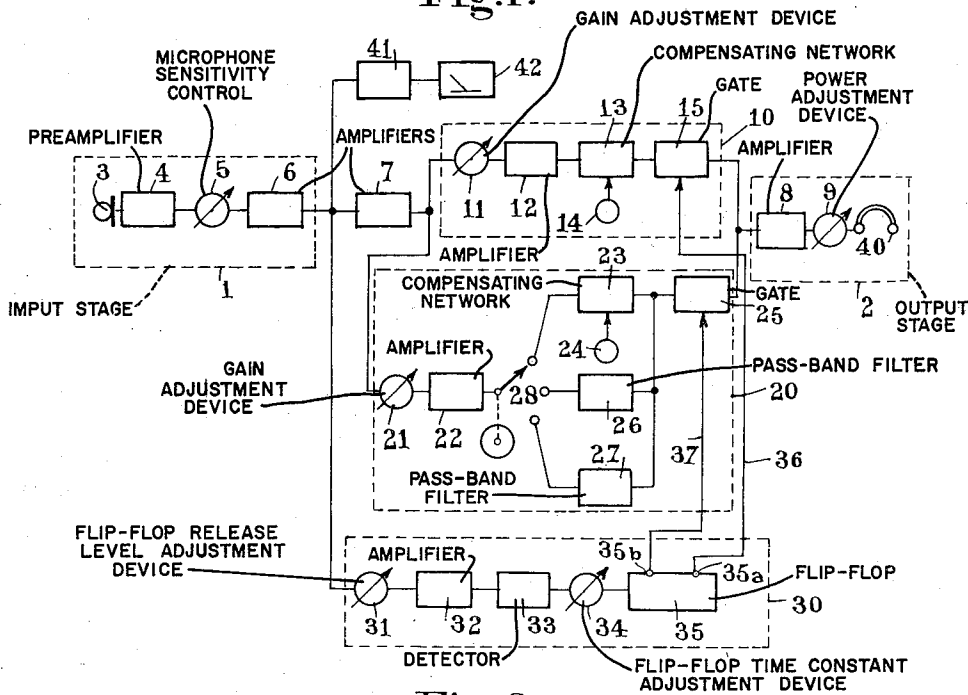 Fig.1.
GAIN ADJUSTMENT
DEVICE
MICROPHONE
SENSITIVITY
CONTROL
41
42
COMPENSATING NETWORK
GATE
POWER
ADJUSTMENT
DEVICE
PREAMPLIFIER
AMPLIFIERS
13
15
10
AMPLIFIER
3
4
5
6
7
11
12
14
8
9
40
AMPLIFIER
IMPUT STAGE
1
2
OUTPUT
STAGE
COMPENSATING
NETWORK
23
GATE
25
24
AMPLIFIER
PASS-BAND FILTER
GAIN
ADJUSTMENT
DEVICE
21
22
28
26
20
27
37
36
PASS-BAND
FILTER
FLIP-FLOP RELEASE
LEVEL ADJUSTMENT
DEVICE
AMPLIFIER
35b
35a
FLIP-FLOP
31
32
33
34
35
30
DETECTOR
FLIP-FLOP TIME CONSTANT
ADJUSTMENT DEVICE